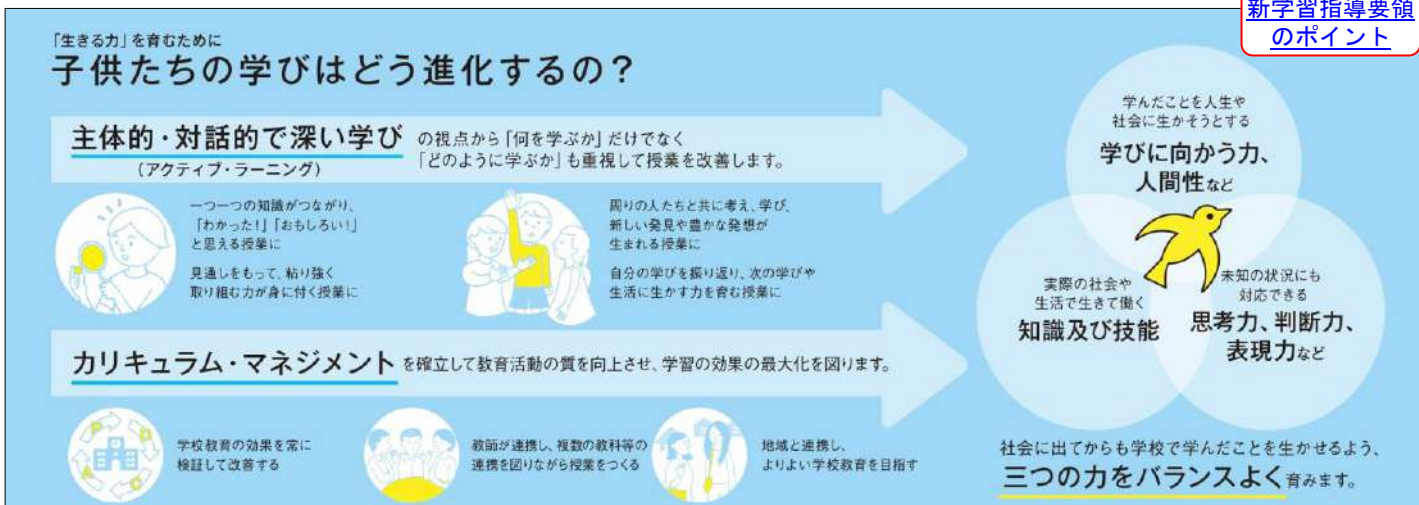 新学習指導要領
のポイント
「生きる力」を育むために
子供たちの学びはどう進化するの？
主体的・対話的で深い学び
（アクティブ・ラーニング）
の視点から「何を学ぶか」だけでなく
「どのように学ぶか」も重視して授業を改善します。
一つ一つの知識がつながり、
「わかった！」「おもしろい！」
と思える授業に
見通しをもって、粘り強く
取り組む力が身に付く授業に
周りの人たちと共に考え、学び、
新しい発見や豊かな発想が
生まれる授業に
自分の学びを振り返り、次の学びや
生活に生かす力を育む授業に
カリキュラム・マネジメント を確立して教育活動の質を向上させ、学習の効果の最大化を図ります。
学校教育の効果を常に
検証して改善する
教師が連携し、複数の教科等の
連携を図りながら授業をつくる
地域と連携し、
よりよい学校教育を目指す
学んだことを人生や
社会に生かそうとする
学びに向かう力、
人間性など
実際の社会や
生活で生きて働く
知識及び技能
未知の状況にも
対応できる
思考力、判断力、
表現力など
社会に出てからも学校で学んだことを生かせるよう、
三つの力をバランスよく育みます。